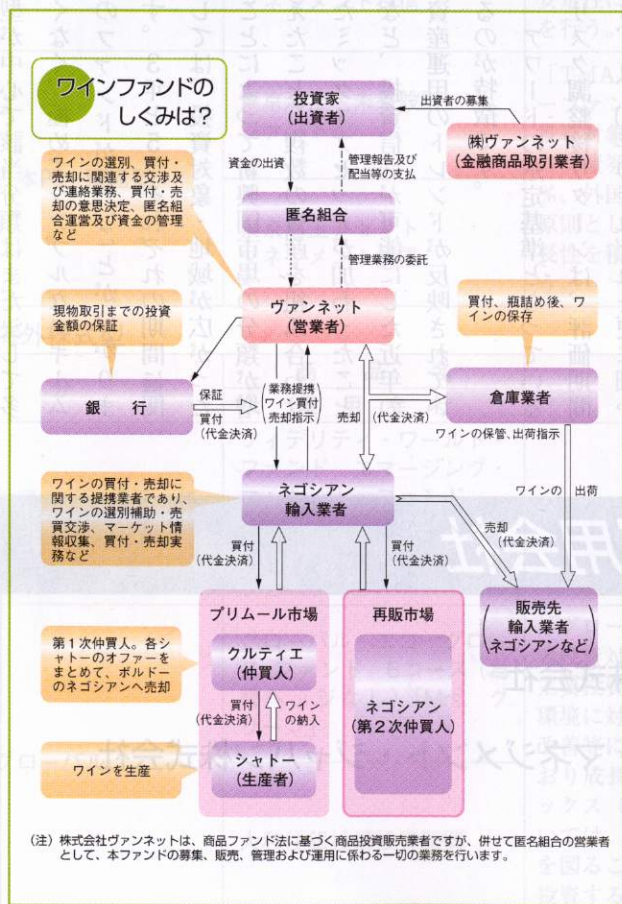 ワインファンドの
しくみは？
投資家
（出資者）
出資者の募集
㈱ヴァンネット
（金融商品取引業者）
ワインの選別、買付・
売却に関連する交渉及
び連絡業務、買付・売
却の意思決定、匿名組
合運営及び資金の管理
など
資金の出資
管理報告及び
配当等の支払
匿名組合
管理業務の委託
現物取引までの投資
金額の保証
ヴァンネット
（営業者）
買付、瓶詰め後、ワ
インの保存
銀　行
保証
買付
（代金決済）
業務提携
ワイン買付
売却指示
売却
（代金決済）
倉庫業者
ワインの保管、出荷指示
ワインの買付・売却に
関する提携業者であり、
ワインの選別補助・売
買交渉、マーケット情
報収集、買付・売却実
務など
ネゴシアン
輸入業者
ワインの
出荷
売却
（代金決済）
買付
（代金決済）
買付
（代金決済）
プリムール市場
再販市場
販売先
輸入業者
ネゴシアンなど
第１次仲買人。各シ
ャトーのオファーを
まとめて、ボルドー
のネゴシアンへ売却
クルティエ
（仲買人）
ネゴシアン
（第２次仲買人）
買付
（代金決済）
ワイン
の納入
ワインを生産
シャトー
（生産者）
（注）株式会社ヴァンネットは、商品ファンド法に基づく商品投資販売業者ですが、併せて匿名組合の営業者
として、本ファンドの募集、販売、管理および運用に係わる一切の業務を行います。